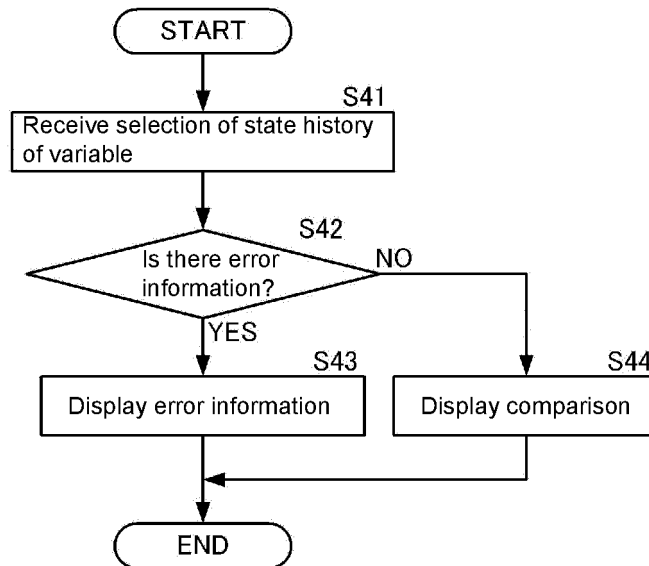 START
S41
Receive selection of state history
of variable
S42
Is there error
information?
NO
YES
S43
Display error information
S44
Display comparison
END